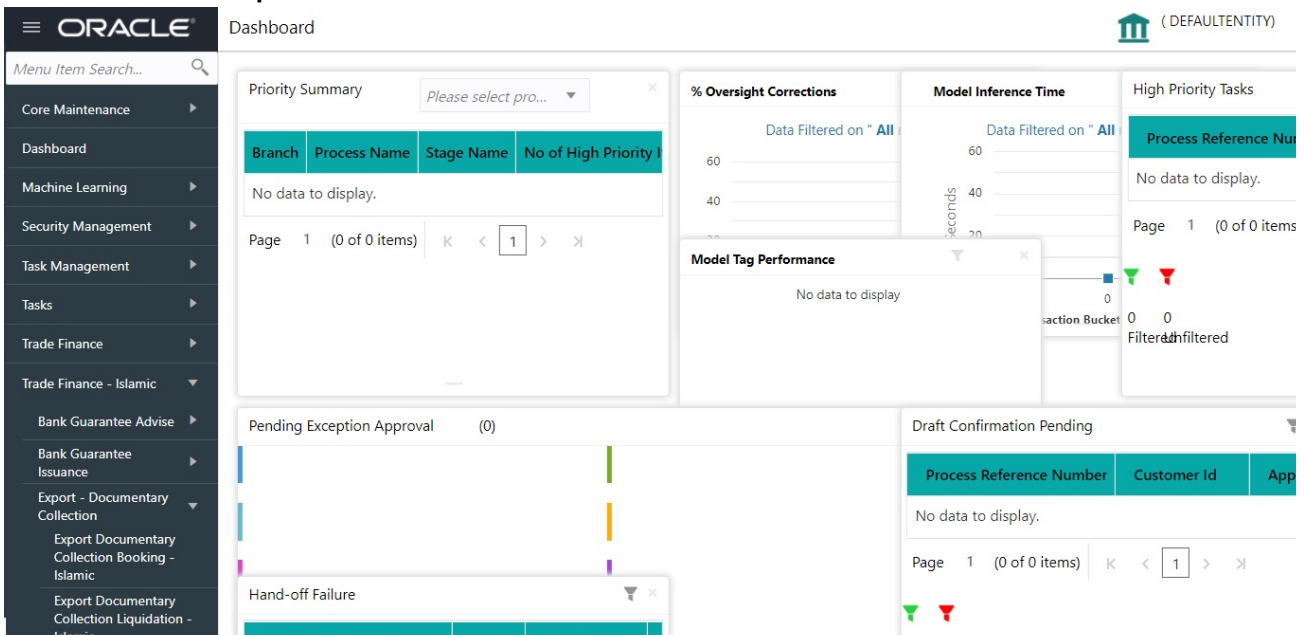 ORACLE
Dashboard
( DEFAULTENTITY)
Menu Item Search...
Core Maintenance
Dashboard
Machine Learning
Security Management
Task Management
Tasks
Trade Finance
Trade Finance - Islamic
Bank Guarantee Advise
Bank Guarantee
Issuance
Export - Documentary
Collection
Export Documentary
Collection Booking -
Islamic
Export Documentary
Collection Liquidation -
Priority Summary
Please select pro...
Branch Process Name Stage Name No of High Priority
No data to display.
Page 1 (0 of 0 items) 1
% Oversight Corrections
Data Filtered on " All
60
40
Model Inference Time
Data Filtered on " All
60
40
20
Seconds
0
Bucket
High Priority Tasks
Process Reference
No data to display.
Page 1 (0 of 0 items
0 0
Filtered Unfiltered
Model Tag Performance
No data to display
Pending Exception Approval (0)
Draft Confirmation Pending
Process Reference Number Customer Id App
No data to display.
Page 1 (0 of 0 items) 1
Hand-off Failure